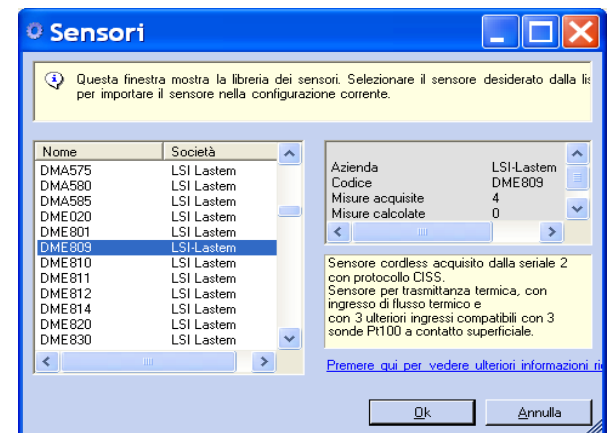 Sensori
Questa finestra mostra la libreria dei sensori. Selezionare il sensore desiderato dalla lis
per importare il sensore nella configurazione corrente.
Nome Società
DMA575 LSI Lastem
DMA580 LSI Lastem
DMA585 LSI Lastem
DME020 LSI Lastem
DME801 LSI Lastem
DME809 LSI-Lastem
DME810 LSI Lastem
DME811 LSI Lastem
DME812 LSI Lastem
DME814 LSI Lastem
DME820 LSI Lastem
DME830 LSI Lastem
Azienda LSI-Lastem
Codice DME809
Misure acquisite 4
Misure calcolate 0
Sensore cordless acquisito dalla seriale 2
con protocollo CISS.
Sensore per trasmittanza termica, con
ingresso di flusso termico e
con 3 ulteriori ingressi compatibili con 3
sonde Pt100 a contatto superficiale.
Premere qui per vedere ulteriori informazioni ri
Ok Annulla